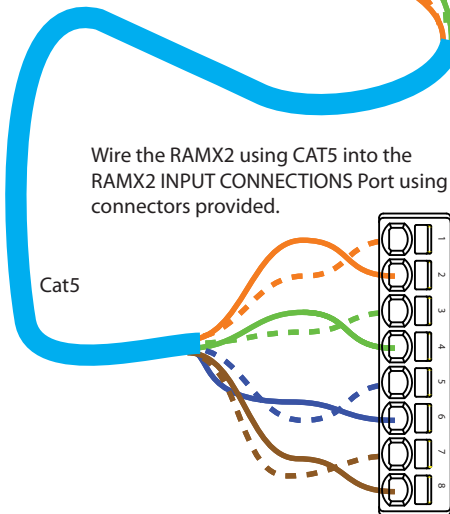 Wire the RAMX2 using CAT5 into the
RAMX2 INPUT CONNECTIONS Port using
connectors provided.
Cat5
1
2
3
4
5
6
7
8